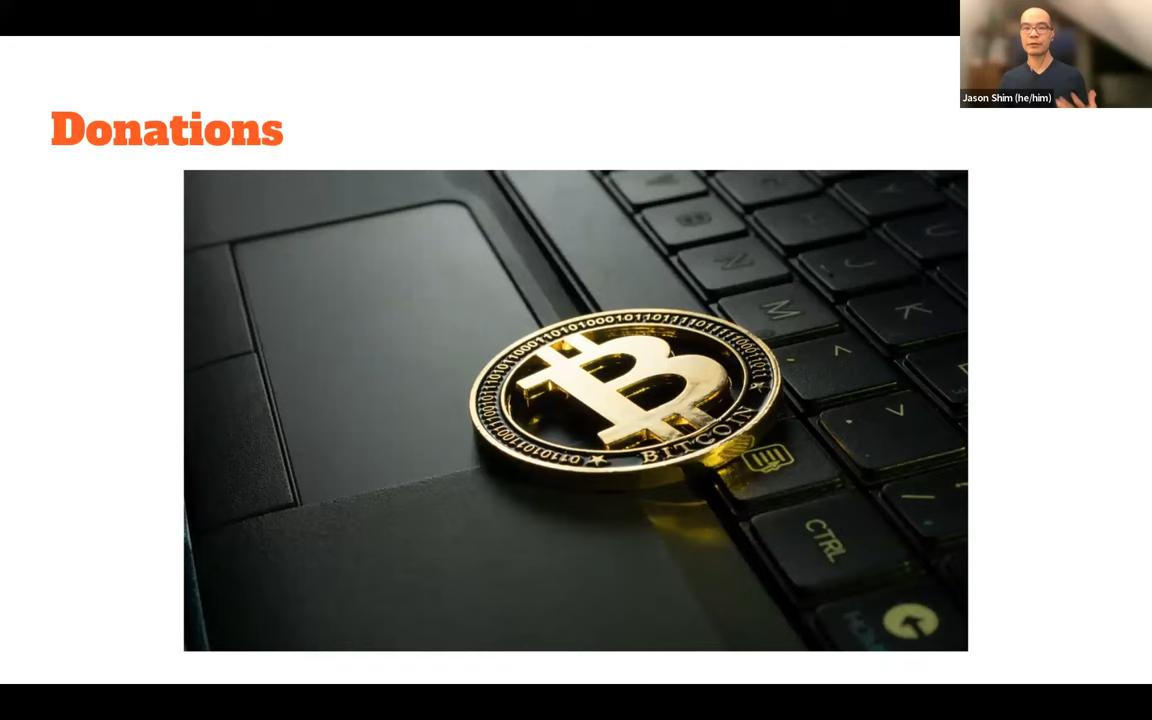 Jason Shim (he/him)
Donations
BITCOIN
N
J
M
K
CTRL